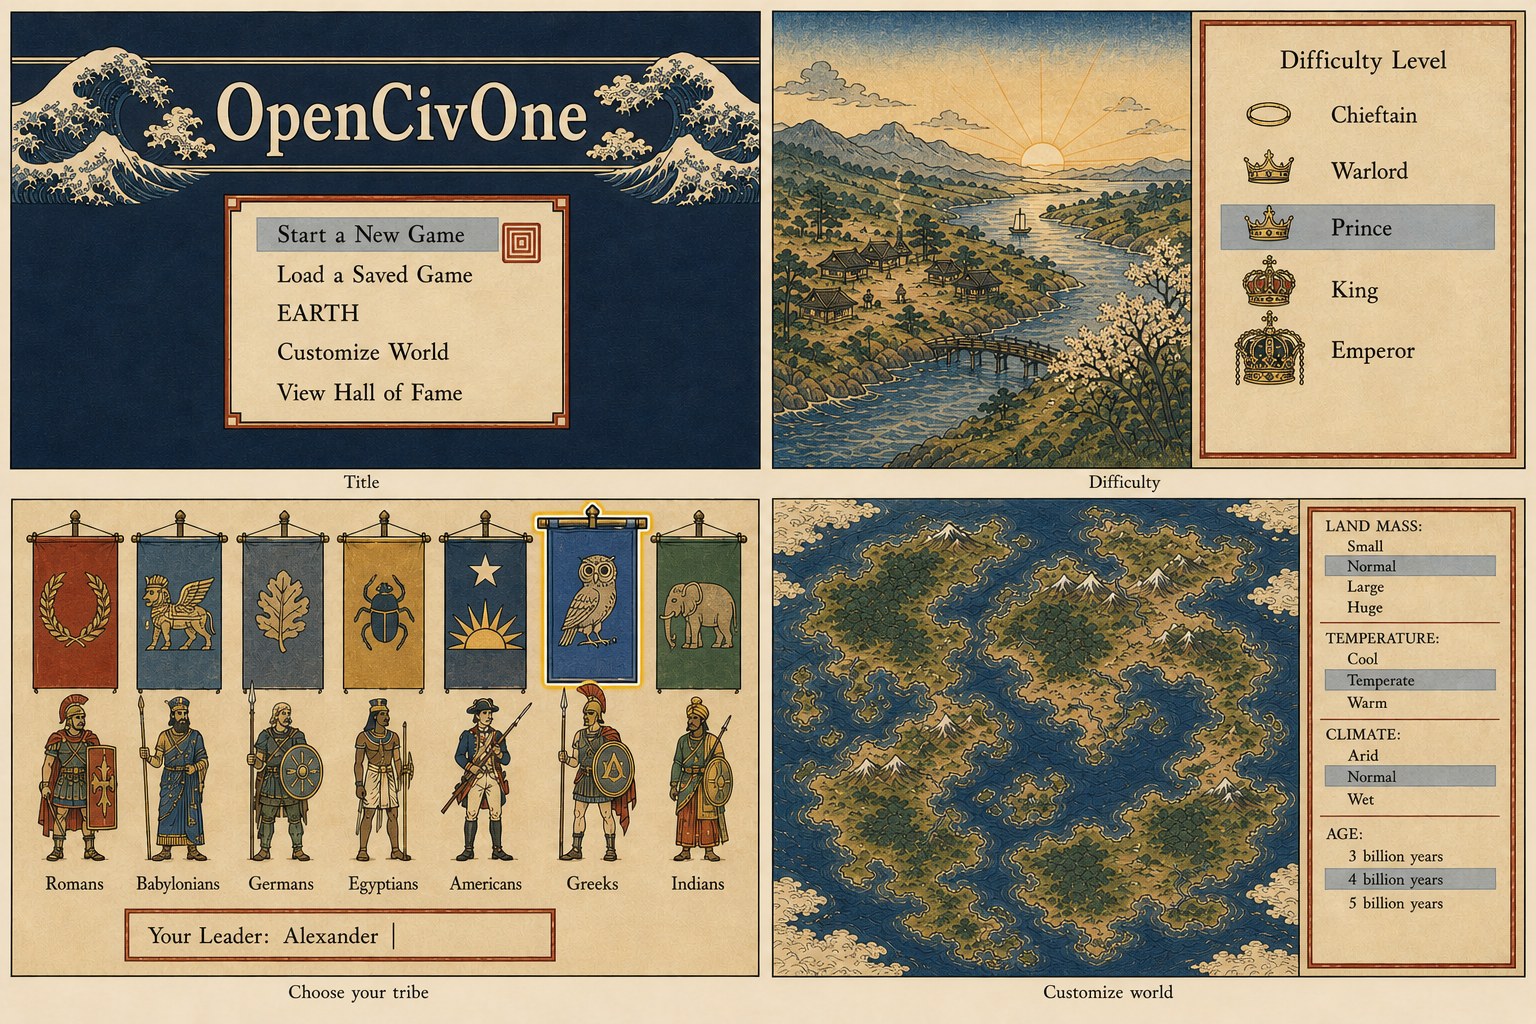 OpenCivOne
Start a New Game
Load a Saved Game
EARTH
Customize World
View Hall of Fame
Title
Difficulty Level
Chieftain
Warlord
Prince
King
Emperor
Difficulty
Romans
Babylonians
Germans
Egyptians
Americans
Greeks
Indians
Your Leader: Alexander
Choose your tribe
LAND MASS:
Small
Normal
Large
Huge
TEMPERATURE:
Cool
Temperate
Warm
CLIMATE:
Arid
Normal
Wet
AGE:
3 billion years
4 billion years
5 billion years
Customize world